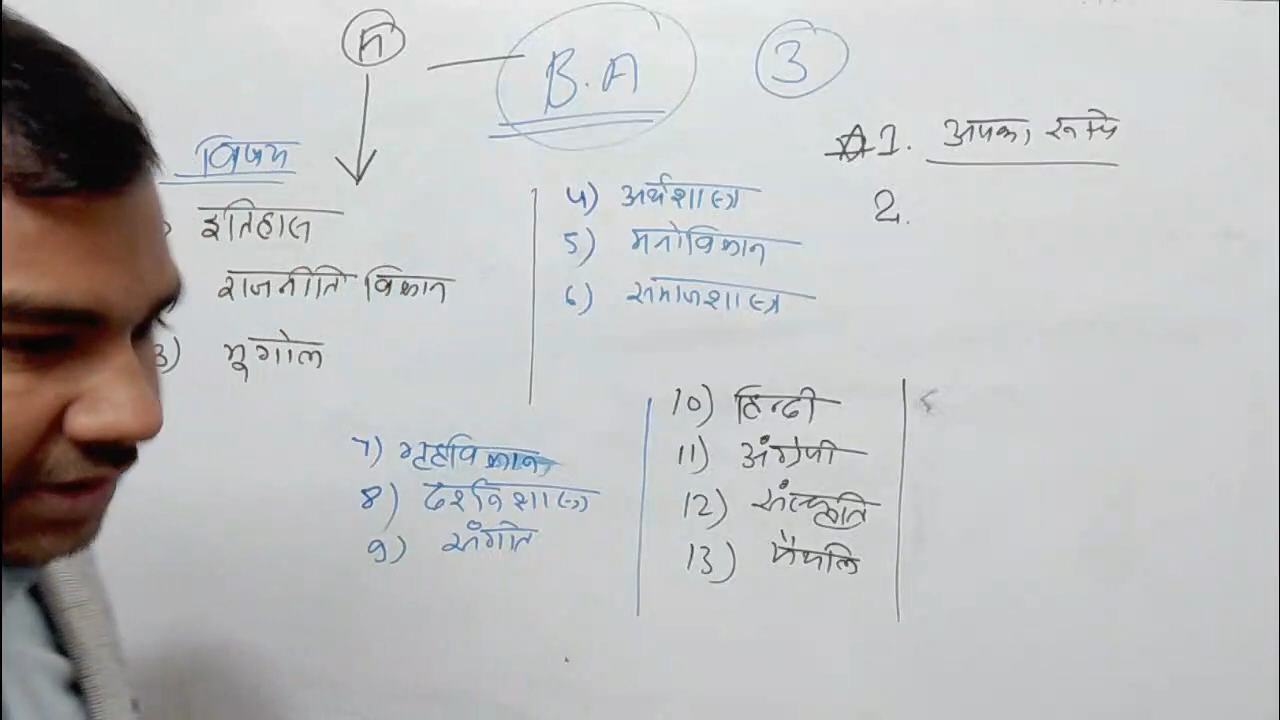 B.A
3
विषय
इतिहास
राजनीति विज्ञान
3) भूगोल
4) अर्थशास्त्र
5) मनोविज्ञान
6) समाजशास्त्र
7) गृहविज्ञान
8) दर्शनशास्त्र
9) संगीत
10) हिन्दी
11) अंग्रेजी
12) संस्कृति
13) मैथिल
1. आपका रूचि
2.